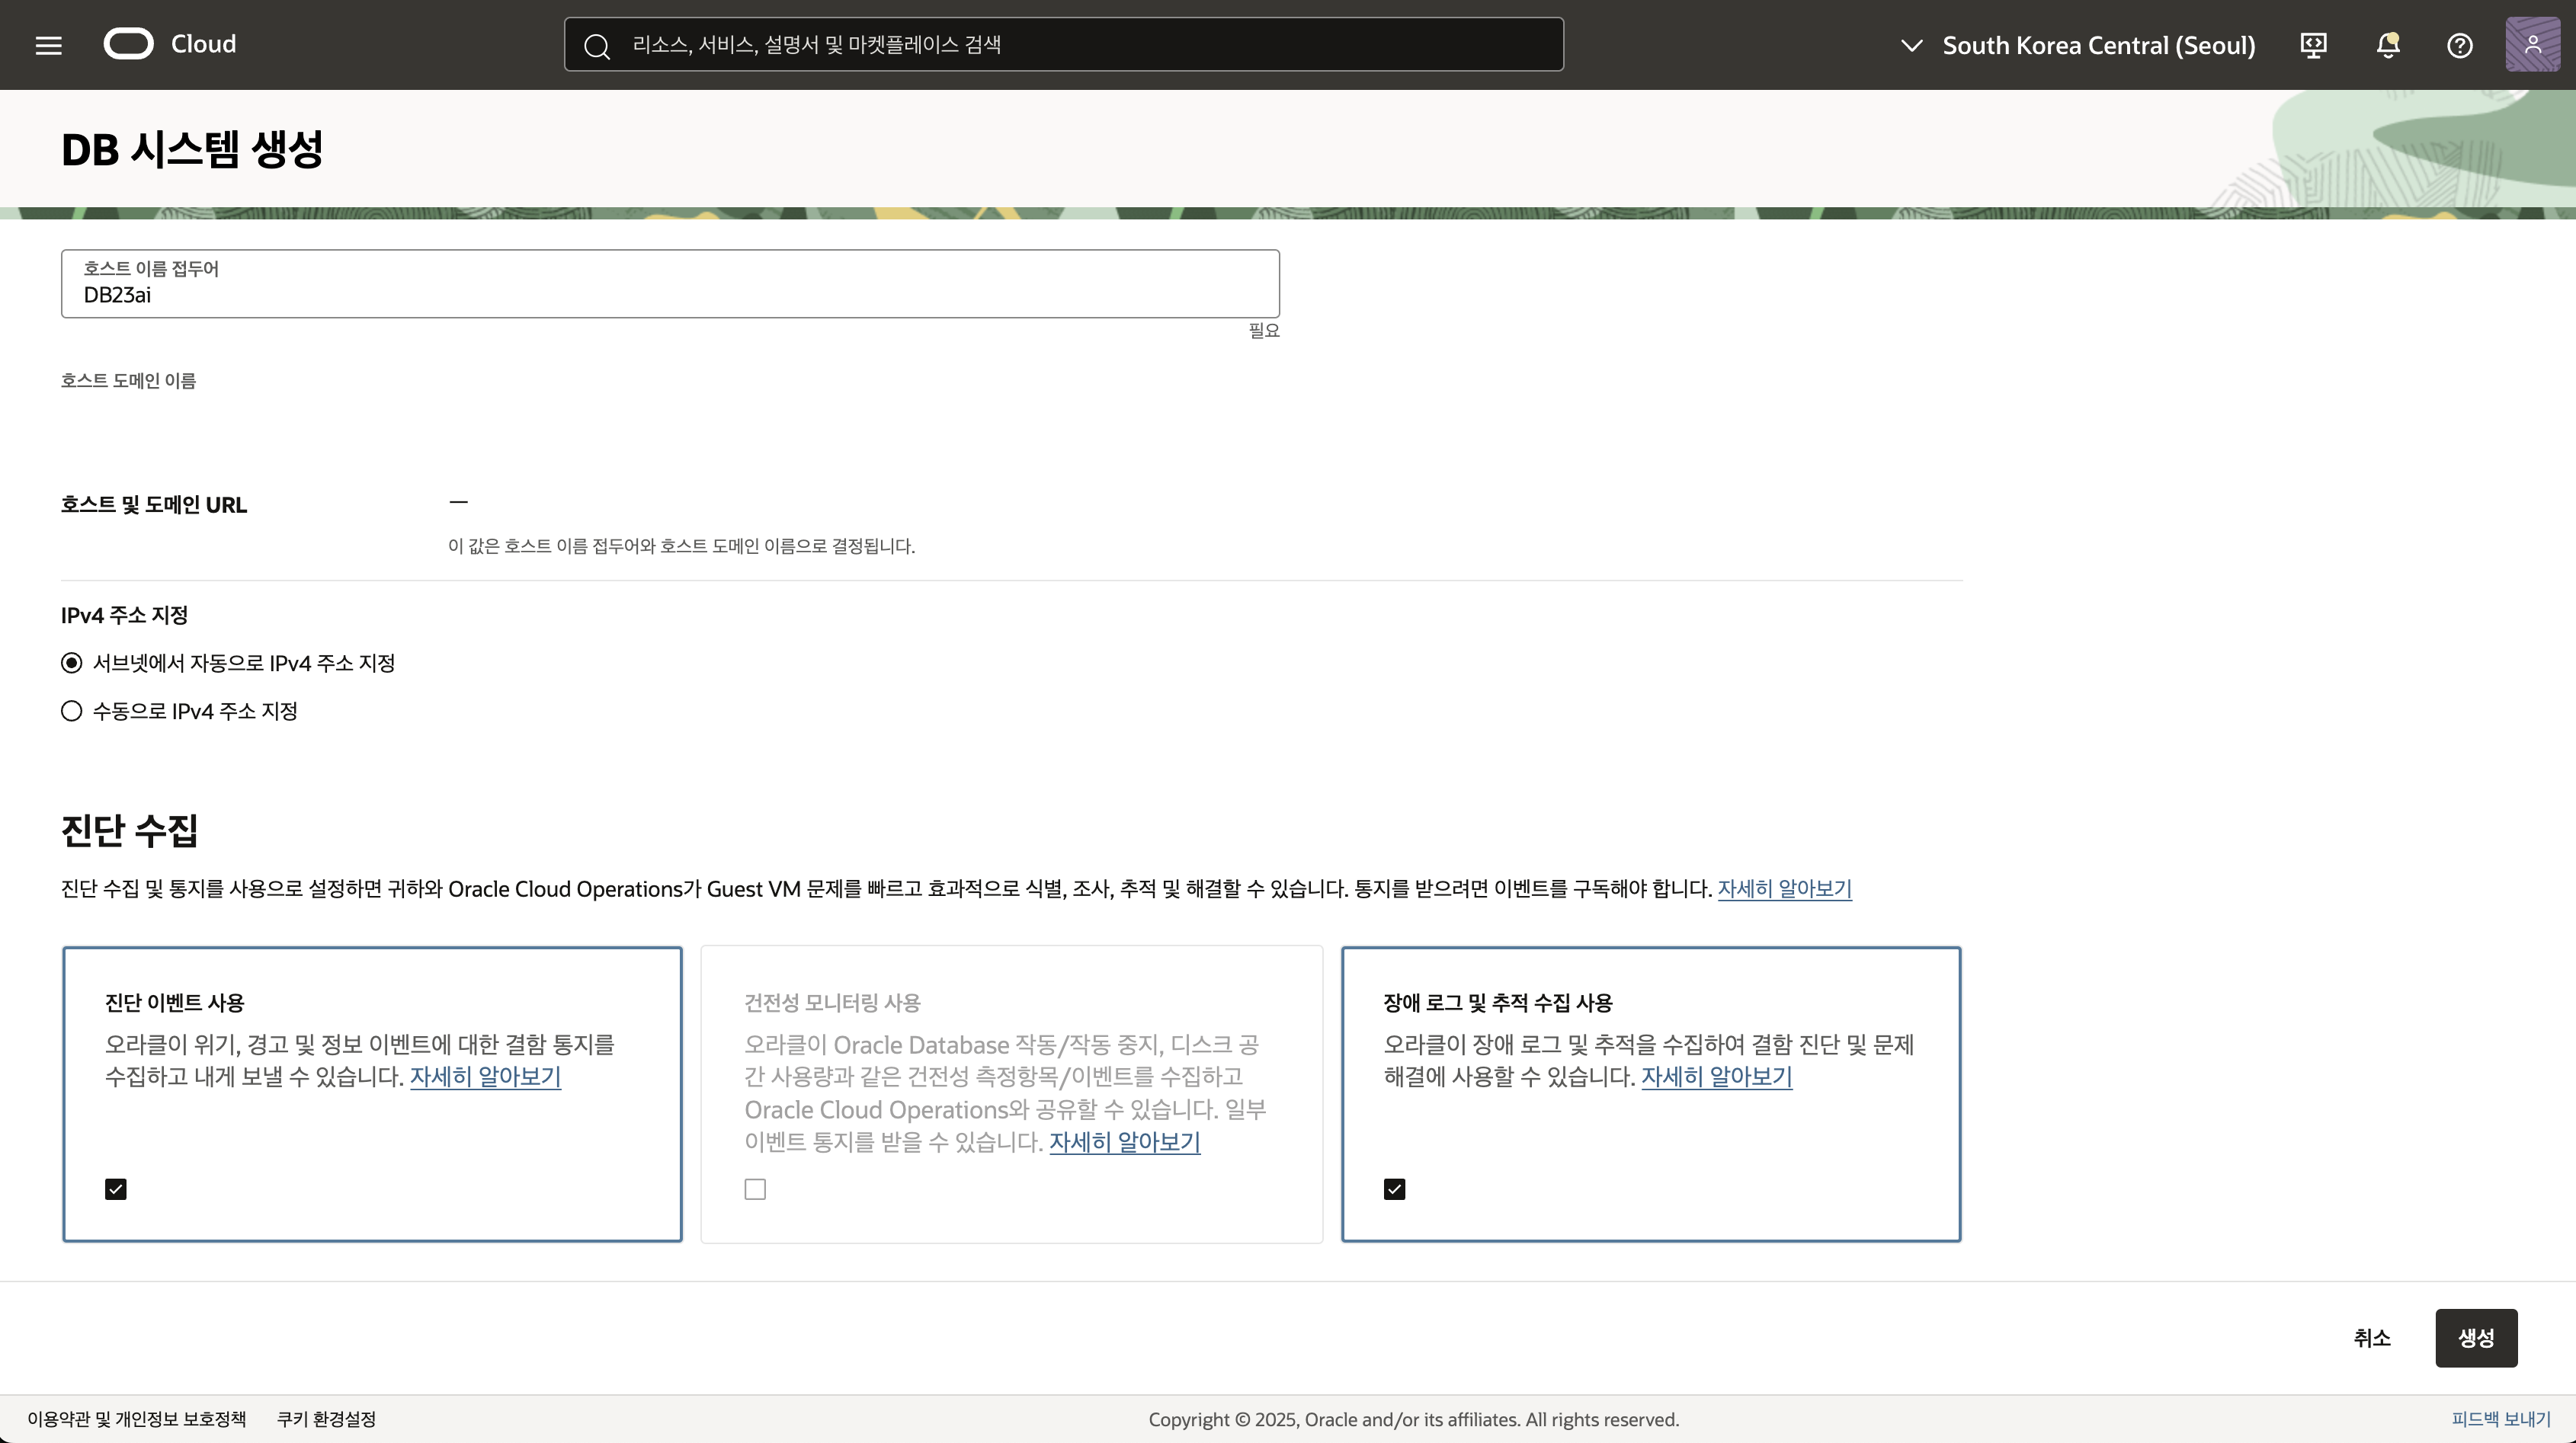 Cloud
리소스, 서비스, 설명서 및 마켓플레이스 검색
South Korea Central (Seoul)
DB 시스템 생성
호스트 이름 접두어
DB23ai
필요
호스트 도메인 이름
호스트 및 도메인 URL
—
이 값은 호스트 이름 접두어와 호스트 도메인 이름으로 결정됩니다.
IPv4 주소 지정
서브넷에서 자동으로 IPv4 주소 지정
수동으로 IPv4 주소 지정
진단 수집
진단 수집 및 통지를 사용으로 설정하면 귀하와 Oracle Cloud Operations가 Guest VM 문제를 빠르고 효과적으로 식별, 조사, 추적 및 해결할 수 있습니다. 통지를 받으려면 이벤트를 구독해야 합니다. 자세히 알아보기
진단 이벤트 사용
오라클이 위기, 경고 및 정보 이벤트에 대한 결함 통지를
수집하고 내게 보낼 수 있습니다. 자세히 알아보기
건전성 모니터링 사용
오라클이 Oracle Database 작동/작동 중지, 디스크 공
간 사용량과 같은 건전성 측정항목/이벤트를 수집하고
Oracle Cloud Operations와 공유할 수 있습니다. 일부
이벤트 통지를 받을 수 있습니다. 자세히 알아보기
장애 로그 및 추적 수집 사용
오라클이 장애 로그 및 추적을 수집하여 결함 진단 및 문제
해결에 사용할 수 있습니다. 자세히 알아보기
취소
생성
이용약관 및 개인정보 보호정책
쿠키 환경설정
Copyright © 2025, Oracle and/or its affiliates. All rights reserved.
피드백 보내기